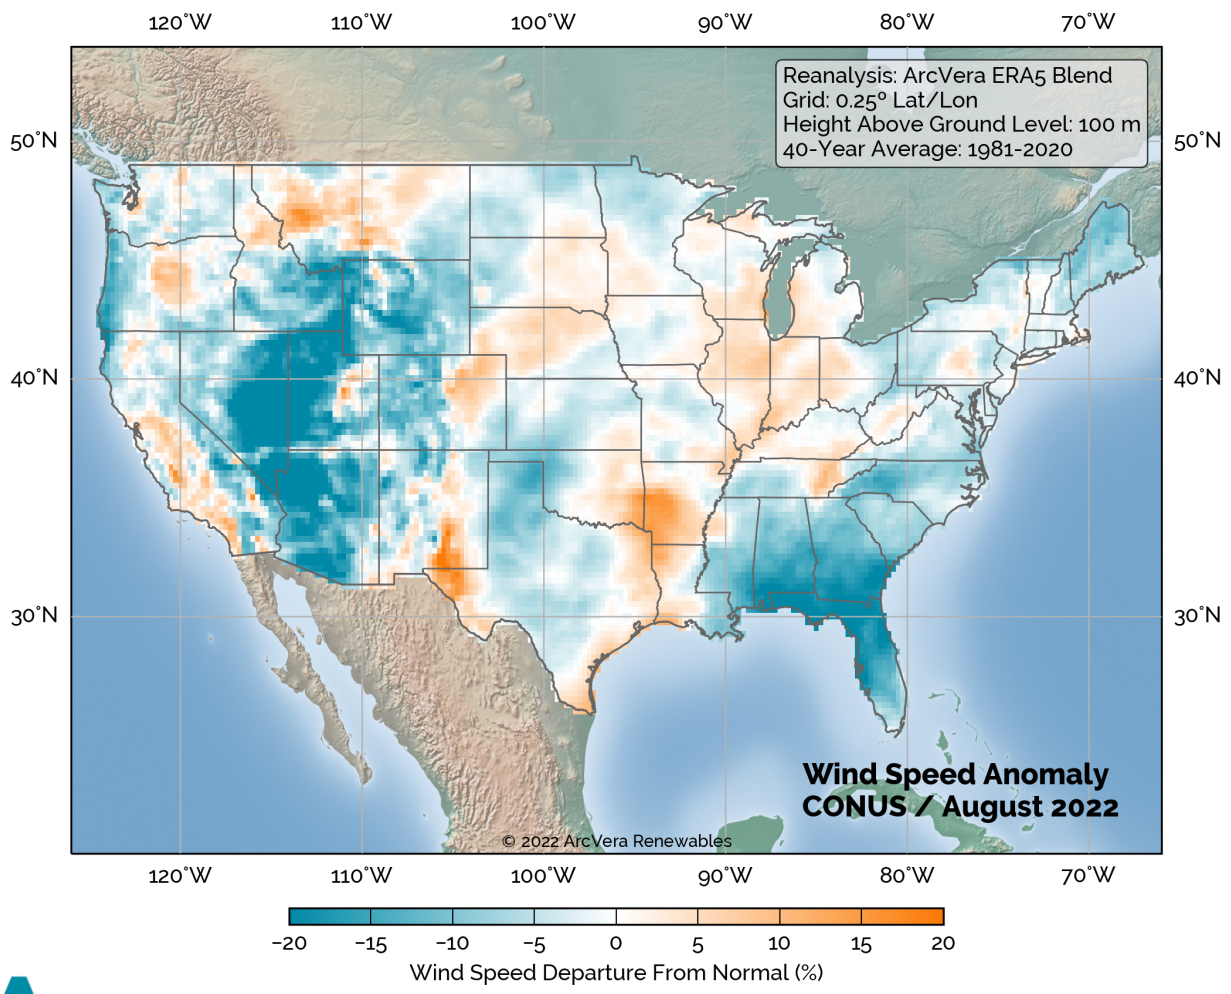 120°W 110°W 100°W 90°W 80°W 70°W
Reanalysis: ArcVera ERA5 Blend
Grid: 0.25º Lat/Lon
Height Above Ground Level: 100 m
40-Year Average: 1981-2020
50°N 50°N
40°N 40°N
30°N 30°N
Wind Speed Anomaly
CONUS / August 2022
© 2022 ArcVera Renewables
120°W 110°W 100°W 90°W 80°W 70°W
−20 −15 −10 −5 0 5 10 15 20
Wind Speed Departure From Normal (%)